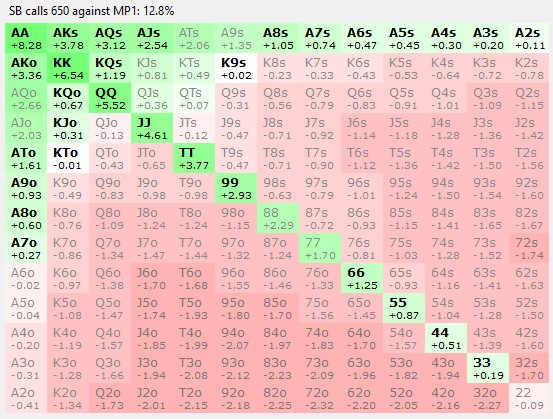 SB calls 650 against MP1: 12.8%
AA AKs AQs AJs ATs A9s A8s A7s A6s A5s A4s A3s A2s
+8.28 +3.78 +3.12 +2.54 +2.06 +1.35 +1.05 +0.74 +0.47 +0.45 +0.30 +0.20 +0.11
AKo KK KQs KJs KTs K9s K8s K7s K6s K5s K4s K3s K2s
+3.36 +6.54 +1.19 +0.81 +0.49 +0.02 -0.23 -0.33 -0.43 -0.53 -0.64 -0.72 -0.78
AQo KQo QQ QJs QTs Q9s Q8s Q7s Q6s Q5s Q4s Q3s Q2s
+2.66 +0.67 +5.52 +0.36 +0.07 -0.31 -0.56 -0.79 -0.83 -0.91 -1.01 -1.09 -1.15
AJo KJo QJo JJ JTs J9s J8s J7s J6s J5s J4s J3s J2s
+2.03 +0.31 -0.13 +4.61 -0.12 -0.47 -0.71 -0.92 -1.14 -1.18 -1.28 -1.36 -1.42
ATo KTo QTo JTo TT T9s T8s T7s T6s T5s T4s T3s T2s
+1.61 -0.01 -0.43 -0.65 +3.77 -0.47 -0.71 -0.90 -1.12 -1.36 -1.42 -1.50 -1.56
A9o K9o Q9o J9o T9o 99 98s 97s 96s 95s 94s 93s 92s
+0.93 -0.49 -0.83 -0.98 -0.98 +2.93 -0.63 -0.79 -1.01 -1.24 -1.50 -1.54 -1.60
A8o K8o Q8o J8o T8o 98o 88 87s 86s 85s 84s 83s 82s
+0.60 -0.76 -1.09 -1.24 -1.24 -1.15 +2.29 -0.72 -0.93 -1.15 -1.41 -1.65 -1.67
A7o K7o Q7o J7o T7o 97o 87o 77 76s 75s 74s 73s 72s
+0.27 -0.86 -1.34 -1.47 -1.44 -1.32 -1.24 +1.70 -0.81 -1.03 -1.28 -1.52 -1.74
A6o K6o Q6o J6o T6o 96o 86o 76o 66 65s 64s 63s 62s
-0.02 -0.97 -1.38 -1.70 -1.68 -1.55 -1.46 -1.33 +1.25 -0.93 -1.16 -1.41 -1.63
A5o K5o Q5o J5o T5o 95o 85o 75o 65o 55 54s 53s 52s
-0.04 -1.08 -1.47 -1.74 -1.95 -1.80 -1.70 -1.56 -1.45 +0.87 -1.04 -1.28 -1.50
A4o K4o Q4o J4o T4o 94o 84o 74o 64o 54o 44 43s 42s
-0.20 -1.19 -1.57 -1.85 -1.99 -2.07 -1.97 -1.83 -1.70 -1.57 +0.51 -1.39 -1.60
A3o K3o Q3o J3o T3o 93o 83o 73o 63o 53o 43o 33 32s
-0.31 -1.28 -1.66 -1.94 -2.08 -2.12 -2.23 -2.09 -1.96 -1.82 -1.94 +0.19 -1.70
A2o K2o Q2o J2o T2o 92o 82o 72o 62o 52o 42o 32o 22
-0.41 -1.34 -1.73 -2.01 -2.15 -2.18 -2.25 -2.32 -2.20 -2.05 -2.16 -2.27 -0.09